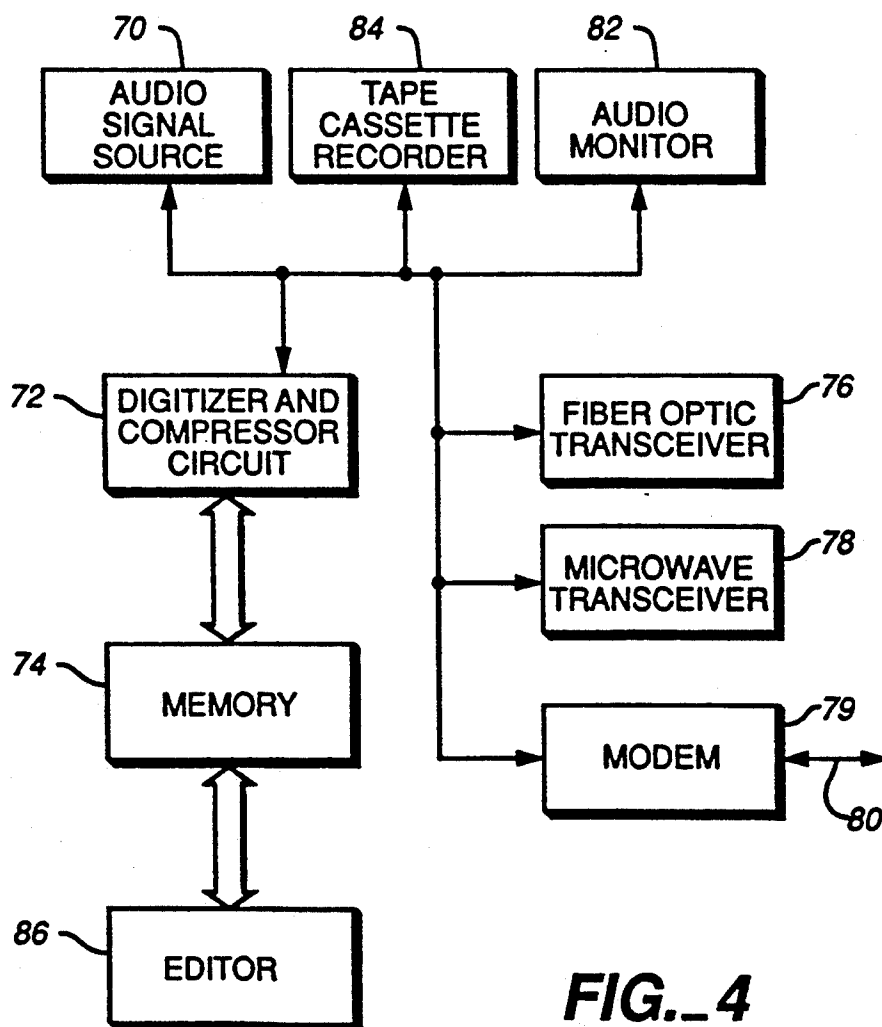 70
84
82
AUDIO
SIGNAL
SOURCE
TAPE
CASSETTE
RECORDER
AUDIO
MONITOR
72
DIGITIZER AND
COMPRESSOR
CIRCUIT
76
FIBER OPTIC
TRANSCEIVER
78
MICROWAVE
TRANSCEIVER
74
MEMORY
79
MODEM
80
86
EDITOR
FIG._4